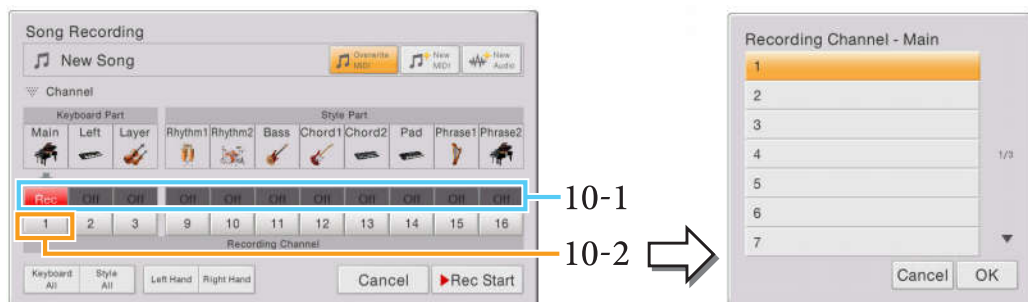 Song Recording
New Song
Overwrite MIDI
New MIDI
New Audio
Channel
Keyboard Part
Style Part
Main Left Layer Rhythm1 Rhythm2 Bass Chord1 Chord2 Pad Phrase1 Phrase2
Rec Off Off Off Off Off Off Off Off Off Off
10-1
1 2 3 9 10 11 12 13 14 15 16
Recording Channel
10-2
Keyboard All
Style All
Left Hand
Right Hand
Cancel
Rec Start
Recording Channel - Main
1
2
3
4
1/3
5
6
7
Cancel OK